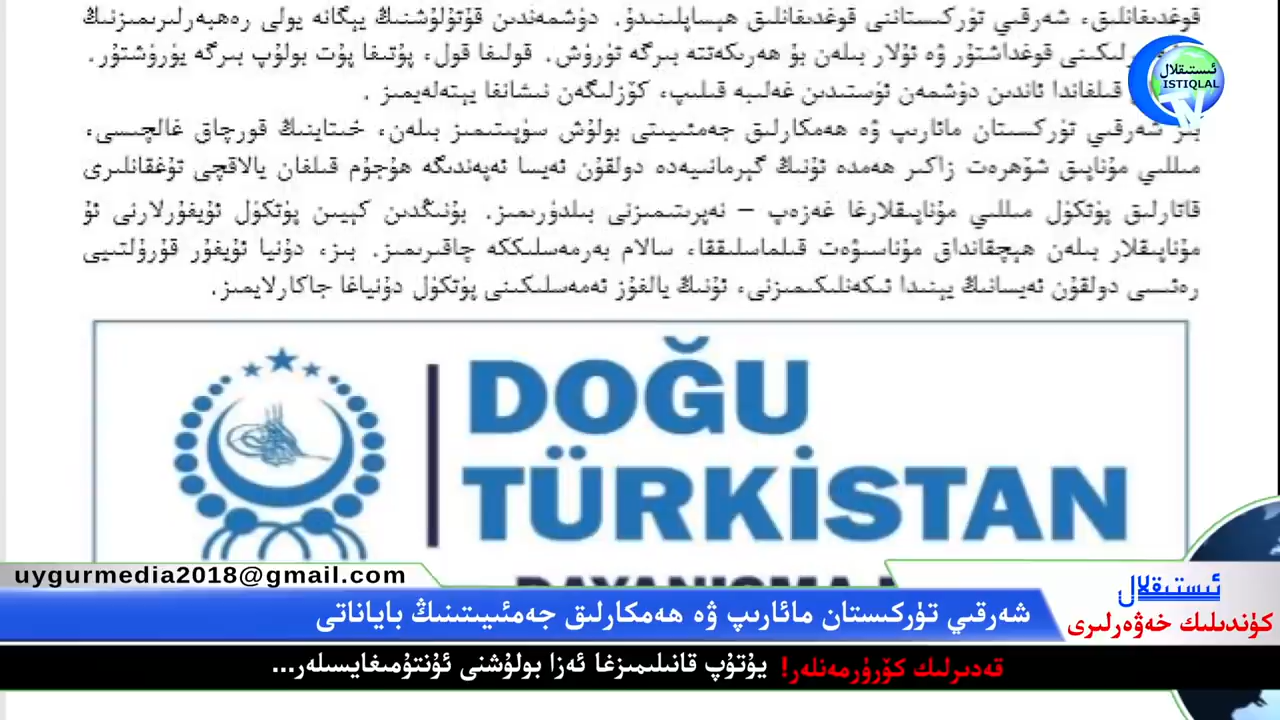 قوغدىغانلىق، شەرقىي تۈركىستاننى قوغدىغانلىق ھېساپلىنىدۇ. دۈشمەندىن قۇتۇلۇشنىڭ يېگانە يولى رەھبەرلىرىمىزنىڭ
قوغداشتۇر ۋە ئۇلار بىلەن بۇ ھەرىكەتتە بىرگە تۇرۇش. قولىغا قول، پۇتىغا پۇت بولۇپ بىرگە يۈرۈشتۇر.
قىلغاندا ئاندىن دۈشمەن ئۈستىدىن غەلىبە قىلىپ، كۆزلىگەن نىشانغا يېتەلەيمىز .
بىز شەرقىي تۈركىستان مائارىپ ۋە ھەمكارلىق جەمئىيىتى بولۇش سۈپىتىمىز بىلەن، خىتاينىڭ قورچاق غالچىسى،
مىللىي مۇناپىق شۆھرەت زاكىر ھەمدە ئۇنىڭ گېرمانىيەدە دولقۇن ئەيسا ئەپەندىگە ھۇجۇم قىلغان يالاقچى تۇغقانلىرى
قاتارلىق پۈتكۈل مىللىي مۇناپىقلارغا غەزەپ – نەپرىتىمىزنى بىلدۈرىمىز. بۇنىڭدىن كېيىن پۈتكۈل ئۇيغۇرلارنى ئۇ
مۇناپىقلار بىلەن ھېچقانداق مۇناسىۋەت قىلماسلىققا، سالام بەرمەسلىككە چاقىرىمىز. بىز، دۇنيا ئۇيغۇر قۇرۇلتىيى
رەئىسى دولقۇن ئەيسانىڭ يېنىدا ئىكەنلىكىمىزنى، ئۇنىڭ يالغۇز ئەمەسلىكىنى پۈتكۈل دۇنياغا جاكارلايمىز.
ئىستىقلال
ISTIQLAL
TV
DOĞU
TÜRKİSTAN
uygurmedia2018@gmail.com
شەرقىي تۈركىستان مائارىپ ۋە ھەمكارلىق جەمئىيىتىنىڭ باياناتى
ئىستىقلال
كۈندىلىك خەۋەرلىرى
قەدىرلىك كۆرۈرمەنلەر! يۇتۇپ قانىلىمىزغا ئەزا بولۇشنى ئۇنتۇمىغايسىلەر...